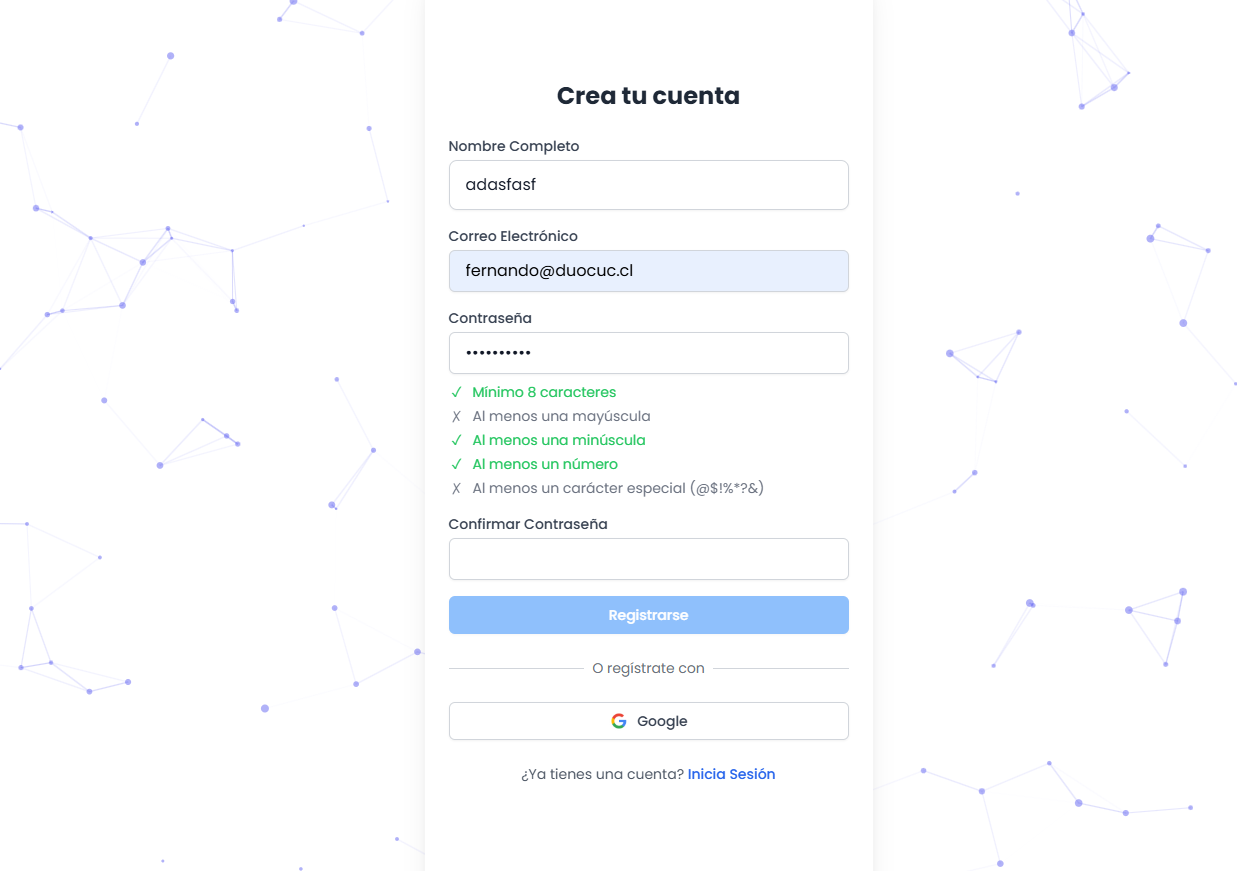 Crea tu cuenta
Nombre Completo
adasfasf
Correo Electrónico
fernando@duocuc.cl
Contraseña
••••••••••
✓ Mínimo 8 caracteres
✗ Al menos una mayúscula
✓ Al menos una minúscula
✓ Al menos un número
✗ Al menos un carácter especial (@$!%*?&)
Confirmar Contraseña
Registrarse
O regístrate con
Google
¿Ya tienes una cuenta? Inicia Sesión